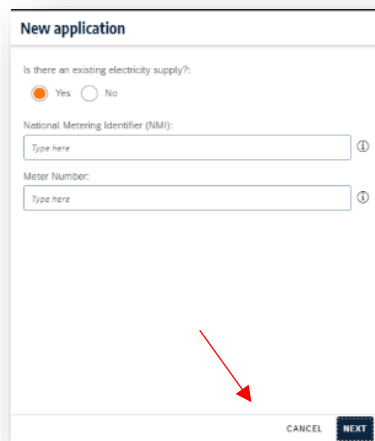 New application
Is there an existing electricity supply?:
Yes No
National Metering Identifier (NMI):
Type here
Meter Number:
Type here
CANCEL NEXT